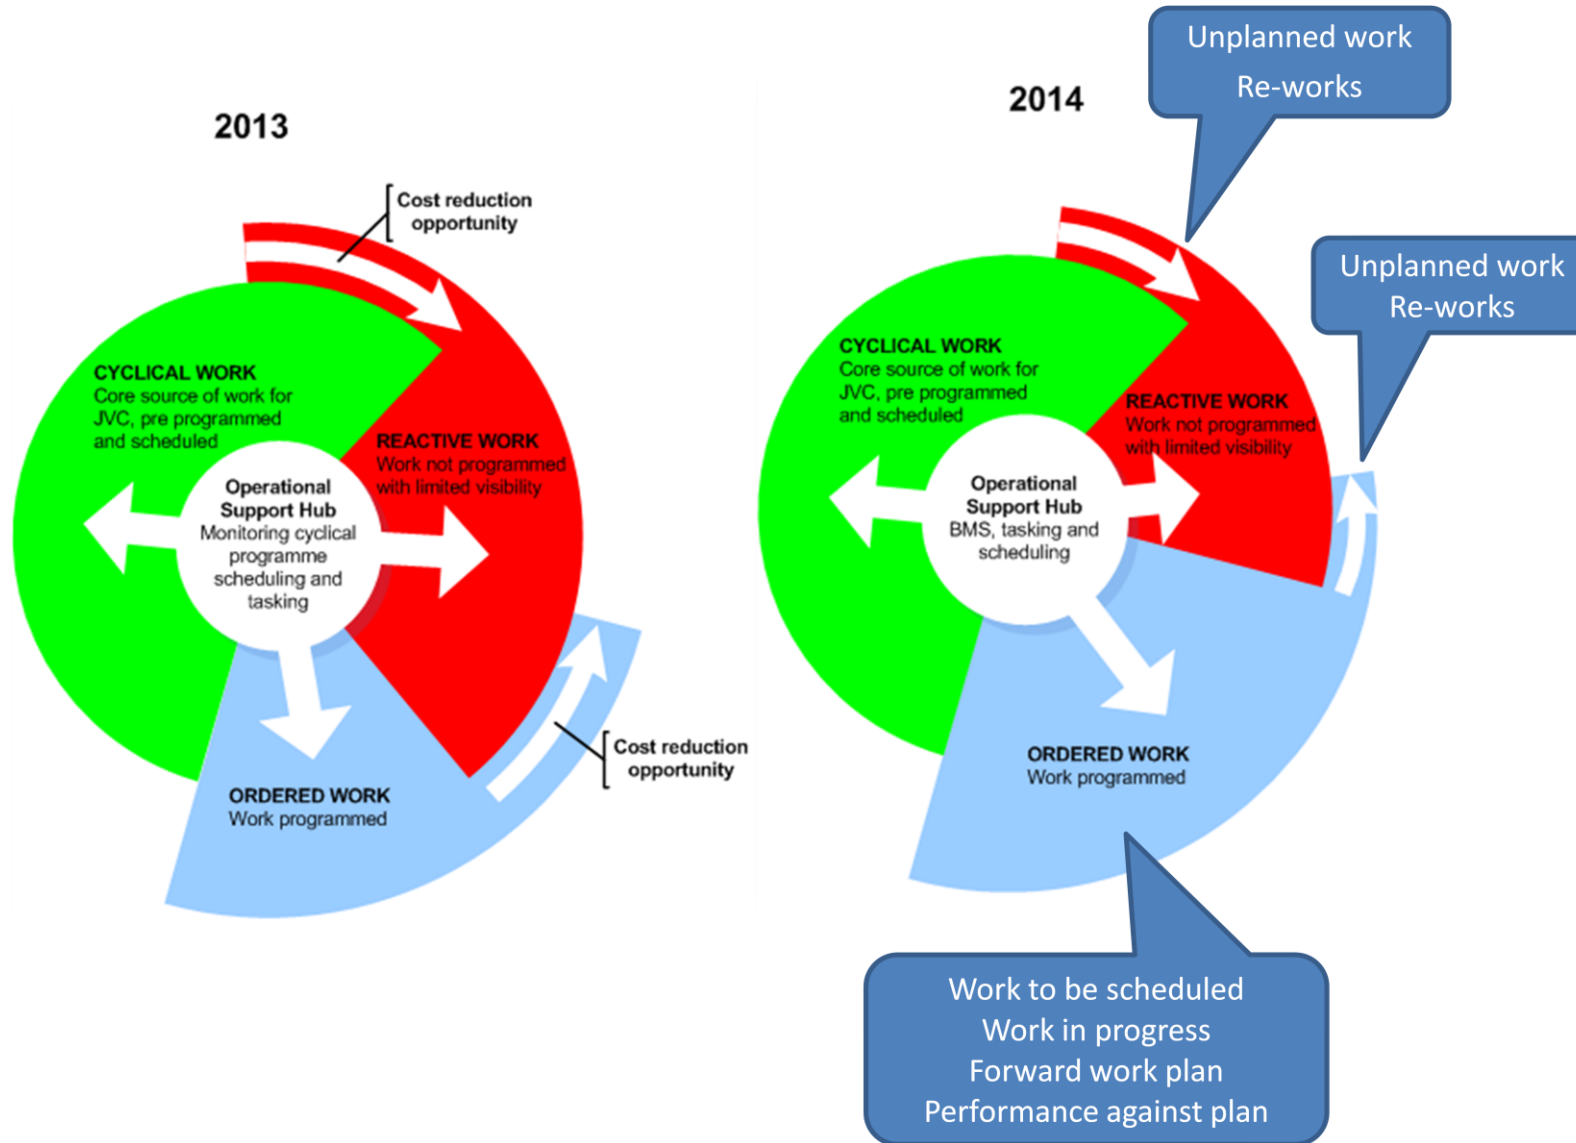 2013
Cost reduction
opportunity
CYCLICAL WORK
Core source of work for
JVC, pre programmed
and scheduled
REACTIVE WORK
Work not programmed
with limited visibility
Operational
Support Hub
Monitoring cyclical
programme
scheduling and
tasking
Cost reduction
opportunity
ORDERED WORK
Work programmed
2014
Unplanned work
Re-works
Unplanned work
Re-works
CYCLICAL WORK
Core source of work for
JVC, pre programmed
and scheduled
REACTIVE WORK
Work not programmed
with limited visibility
Operational
Support Hub
BMS, tasking and
scheduling
ORDERED WORK
Work programmed
Work to be scheduled
Work in progress
Forward work plan
Performance against plan